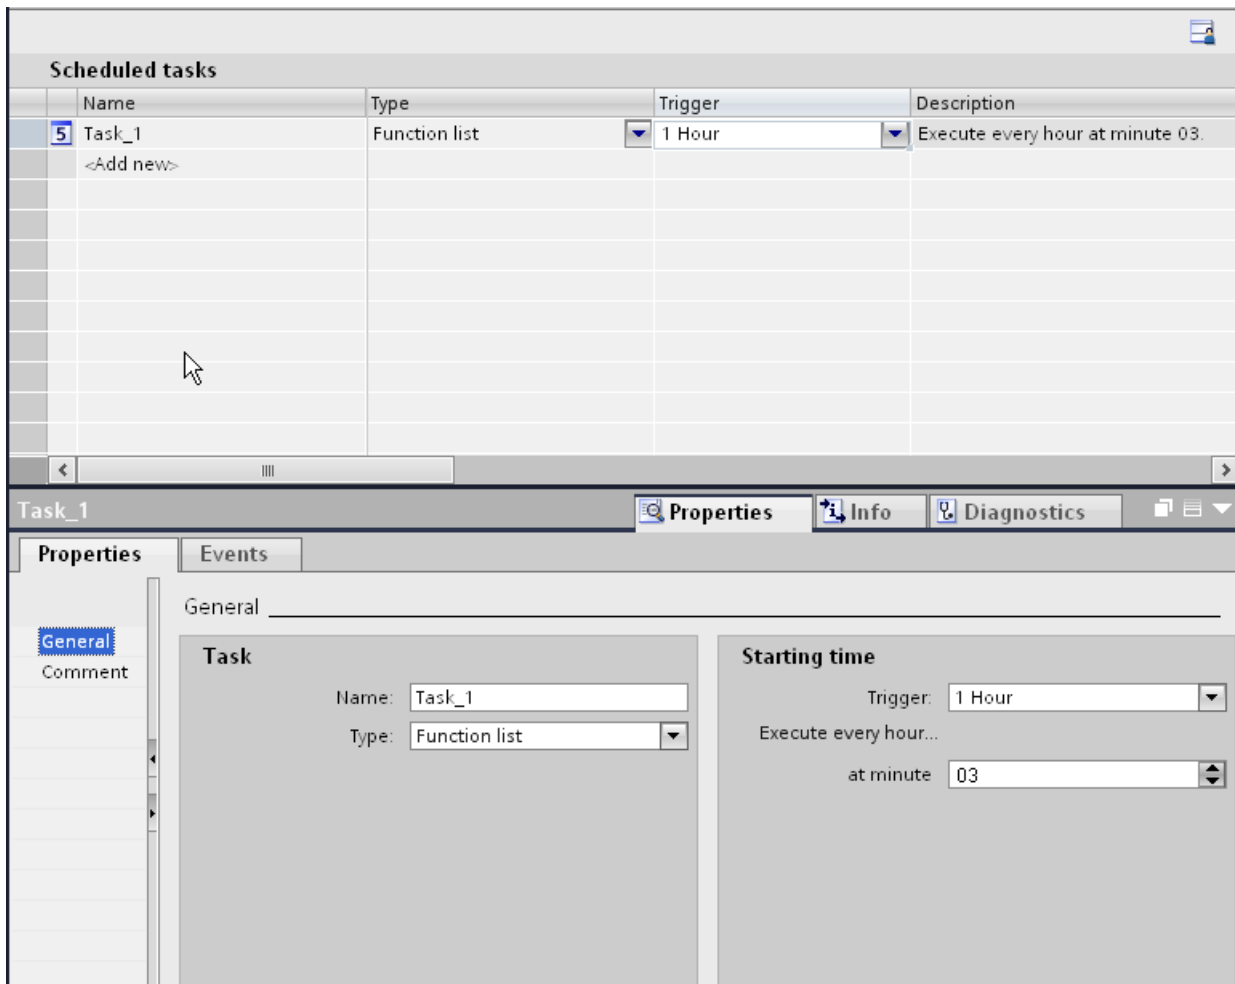 Scheduled tasks
Name Type Trigger Description
5 Task_1 Function list 1 Hour Execute every hour at minute 03.
<Add new>
Task_1 Properties Info Diagnostics
Properties Events
General
General
Comment
Task
Name: Task_1
Type: Function list
Starting time
Trigger: 1 Hour
Execute every hour...
at minute 03